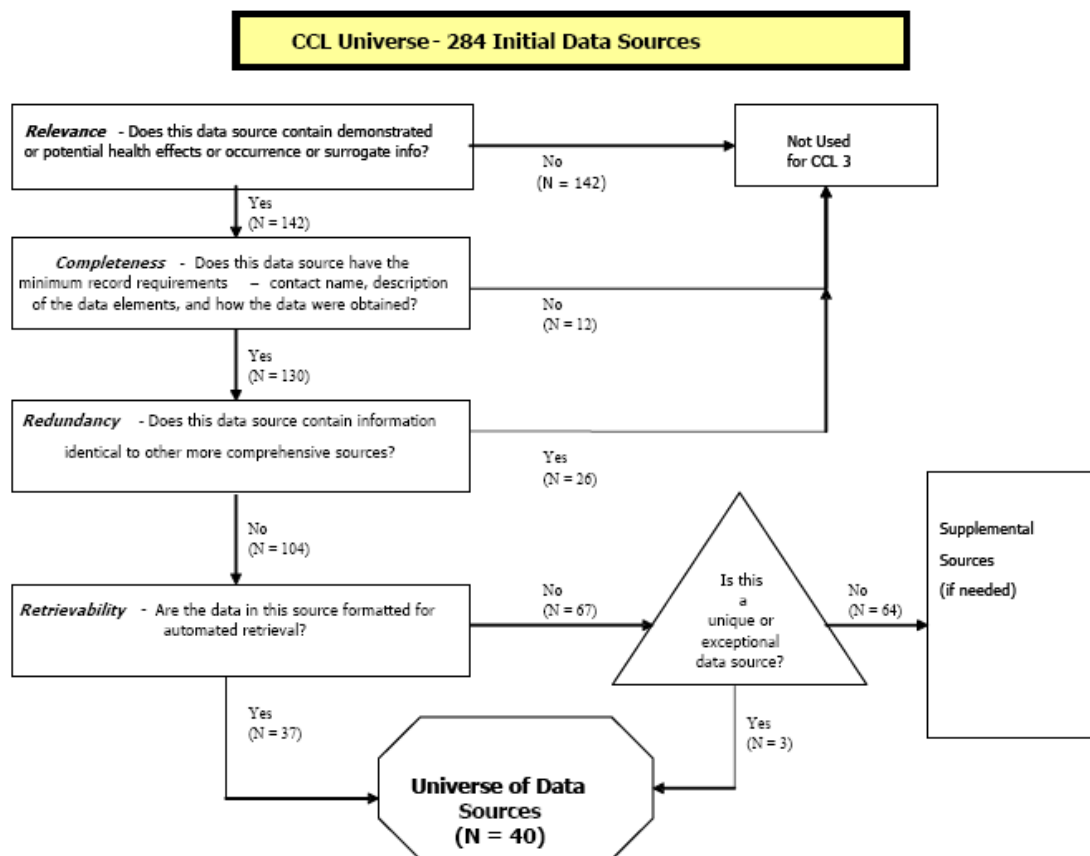 CCL Universe - 284 Initial Data Sources
Relevance - Does this data source contain demonstrated
or potential health effects or occurrence or surrogate info?
No
(N = 142)
Not Used
for CCL 3
Yes
(N = 142)
Completeness - Does this data source have the
minimum record requirements – contact name, description
of the data elements, and how the data were obtained?
No
(N = 12)
Yes
(N = 130)
Redundancy - Does this data source contain information
identical to other more comprehensive sources?
Yes
(N = 26)
No
(N = 104)
Retrievability - Are the data in this source formatted for
automated retrieval?
No
(N = 67)
Is this
a
unique or
exceptional
data source?
No
(N = 64)
Supplemental
Sources
(if needed)
Yes
(N = 37)
Yes
(N = 3)
Universe of Data
Sources
(N = 40)